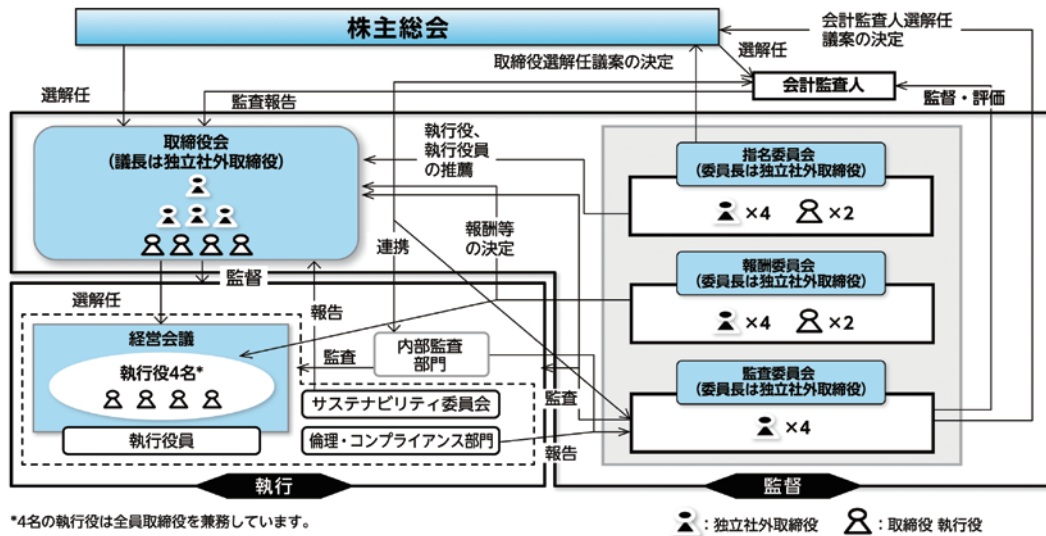 株主総会
会計監査人選解任
議案の決定
選解任
取締役選解任議案の決定
会計監査人
選解任
監査報告
監督・評価
取締役会
(議長は独立社外取締役)
執行役、
執行役員
の推薦
指名委員会
(委員長は独立社外取締役)
×4
×2
報酬等
の決定
連携
報酬委員会
(委員長は独立社外取締役)
×4
×2
監督
選解任
報告
経営会議
執行役4名*
執行役員
監査
内部監査
部門
サステナビリティ委員会
倫理・コンプライアンス部門
監査
報告
監査委員会
(委員長は独立社外取締役)
×4
執行
監督
*4名の執行役は全員取締役を兼務しています。
:独立社外取締役
:取締役 執行役